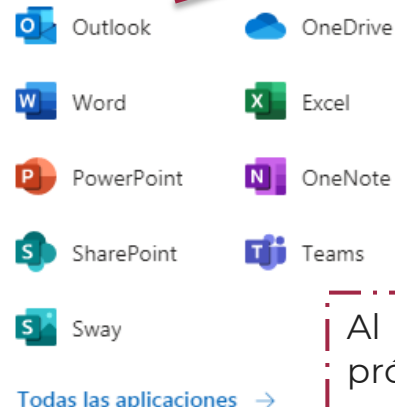 Outlook
OneDrive
Word
Excel
PowerPoint
OneNote
SharePoint
Teams
Sway
Todas las aplicaciones →
Al